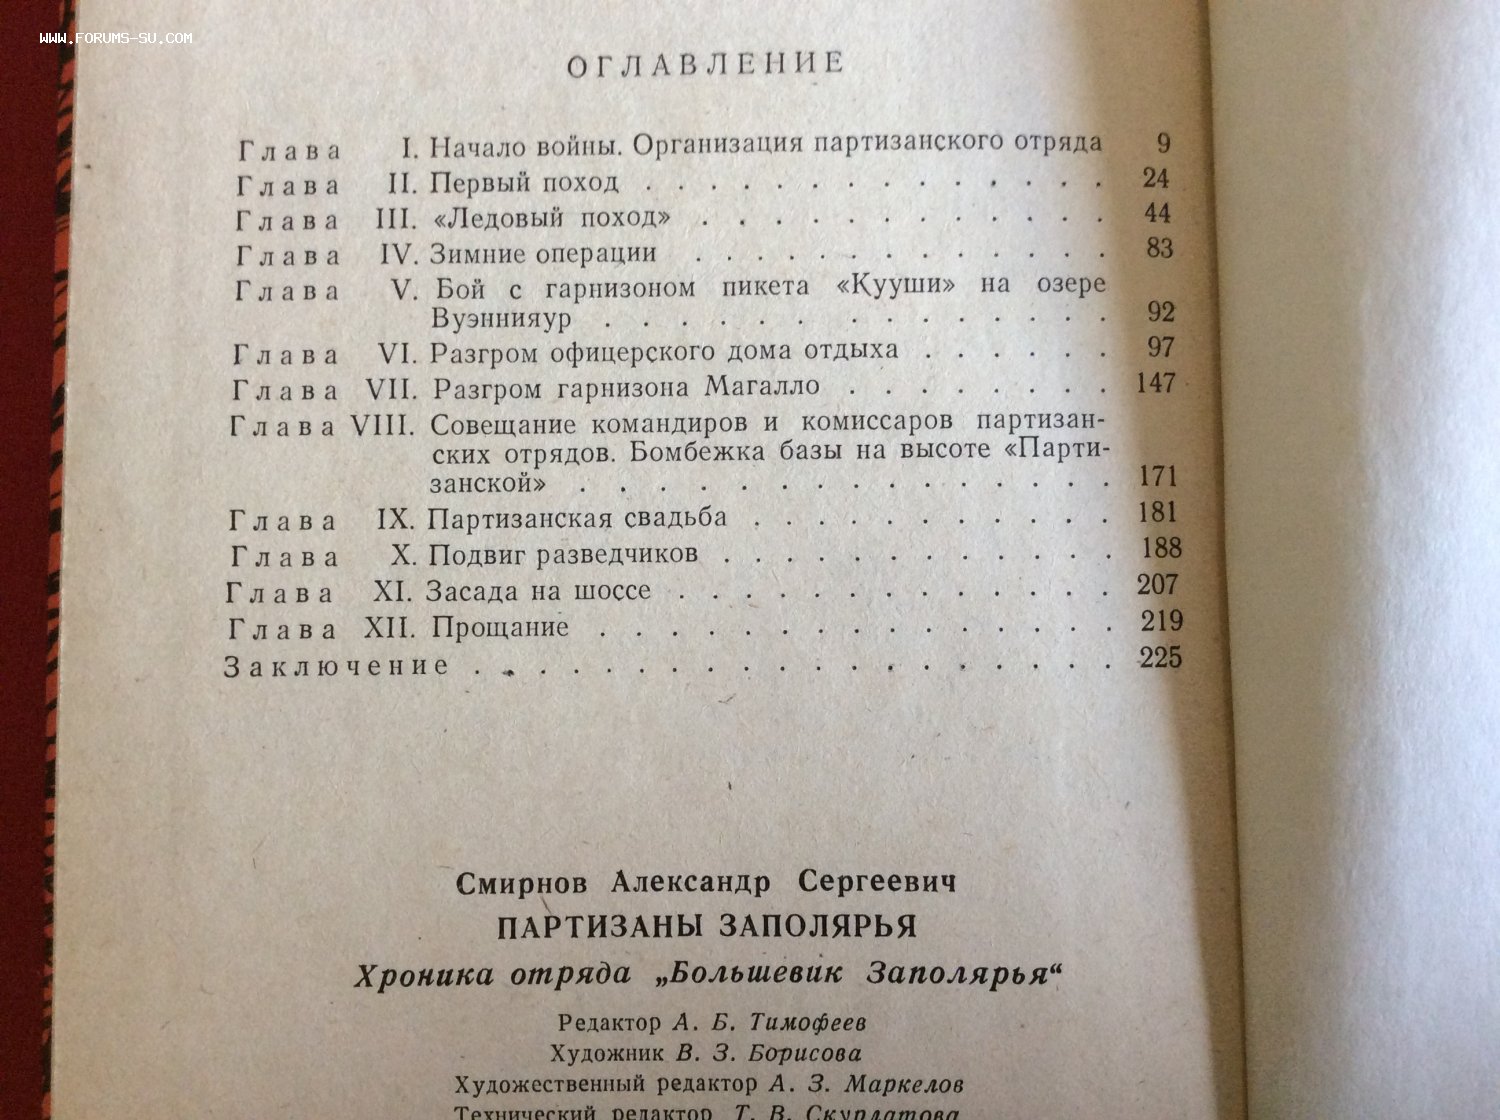 WWW.FORUMS-SU.COM
ОГЛАВЛЕНИЕ
Глава I. Начало войны. Организация партизанского отряда 9
Глава II. Первый поход . . . . . . . . . . . . . . 24
Глава III. «Ледовый поход» . . . . . . . . . . . . 44
Глава IV. Зимние операции . . . . . . . . . . . . 83
Глава V. Бой с гарнизоном пикета «Кууши» на озере
Вуэннияур . . . . . . . . . . . . . 92
Глава VI. Разгром офицерского дома отдыха . . . . . . 97
Глава VII. Разгром гарнизона Магалло . . . . . . . . 147
Глава VIII. Совещание командиров и комиссаров партизан-
ских отрядов. Бомбежка базы на высоте «Парти-
занской» . . . . . . . . . . . . . . 171
Глава IX. Партизанская свадьба . . . . . . . . . . . 181
Глава X. Подвиг разведчиков . . . . . . . . . . . . 188
Глава XI. Засада на шоссе . . . . . . . . . . . . . 207
Глава XII. Прощание . . . . . . . . . . . . . . . 219
Заключение . . . . . . . . . . . . . . . . . . . 225
Смирнов Александр Сергеевич
ПАРТИЗАНЫ ЗАПОЛЯРЬЯ
Хроника отряда „Большевик Заполярья“
Редактор А. Б. Тимофеев
Художник В. З. Борисова
Художественный редактор А. З. Маркелов
Технический редактор Т. В. Скурлатова